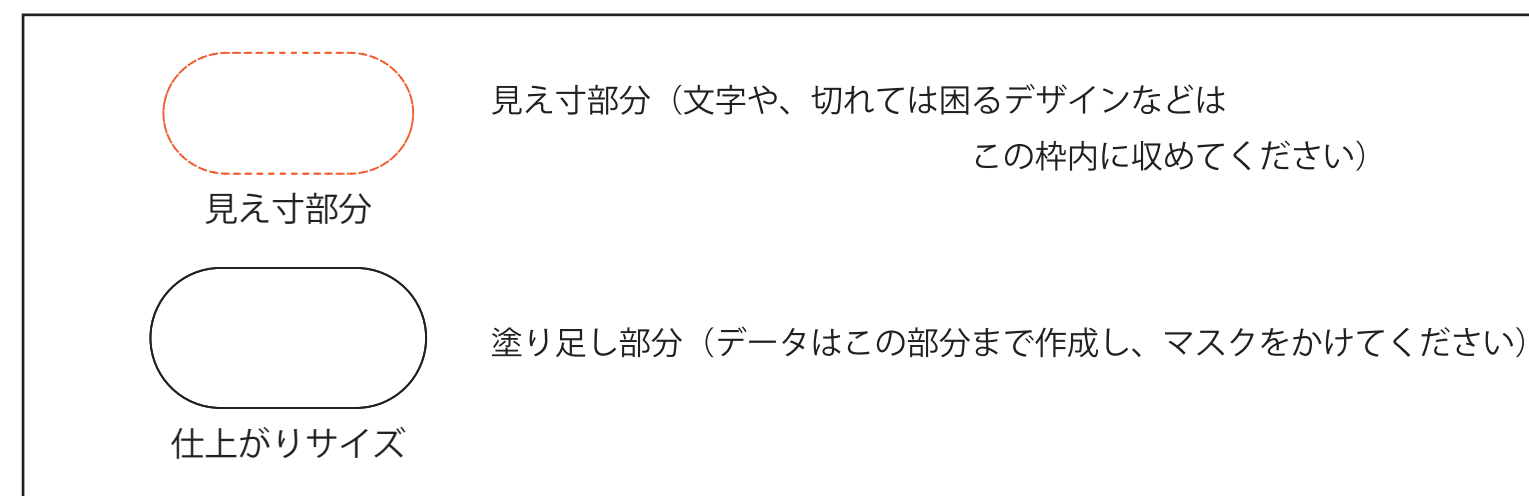 見え寸部分（文字や、切れては困るデザインなどは
この枠内に収めてください）
見え寸部分
塗り足し部分（データはこの部分まで作成し、マスクをかけてください）
仕上がりサイズ